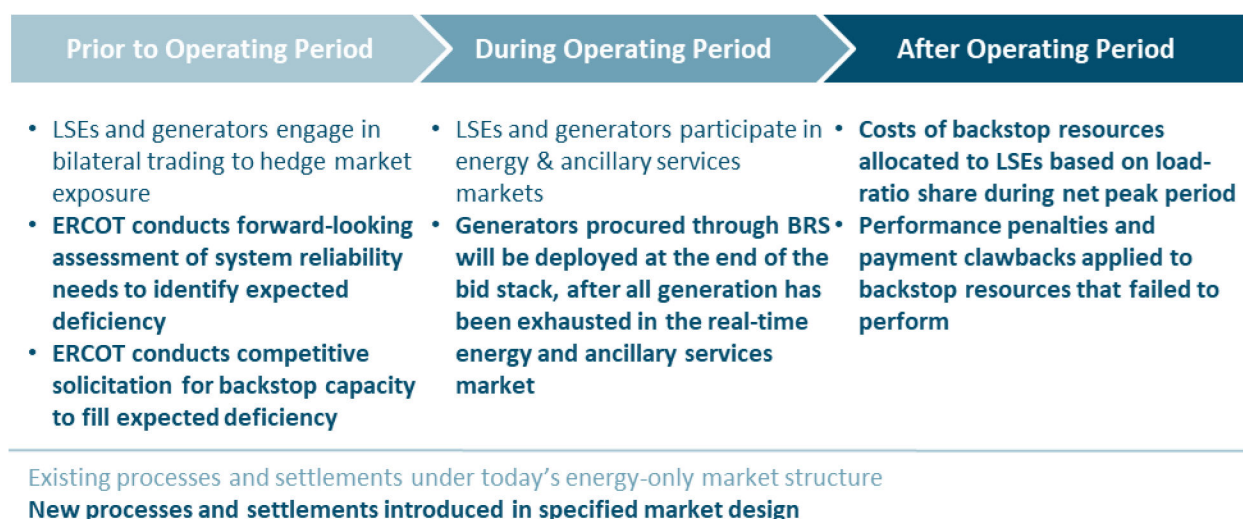 Prior to Operating Period
During Operating Period
After Operating Period
• LSEs and generators engage in
bilateral trading to hedge market
exposure
• ERCOT conducts forward-looking
assessment of system reliability
needs to identify expected
deficiency
• ERCOT conducts competitive
solicitation for backstop capacity
to fill expected deficiency
• LSEs and generators participate in
energy & ancillary services
markets
• Generators procured through BRS
will be deployed at the end of the
bid stack, after all generation has
been exhausted in the real-time
energy and ancillary services
market
• Costs of backstop resources
allocated to LSEs based on load-
ratio share during net peak period
• Performance penalties and
payment clawbacks applied to
backstop resources that failed to
perform
Existing processes and settlements under today's energy-only market structure
New processes and settlements introduced in specified market design